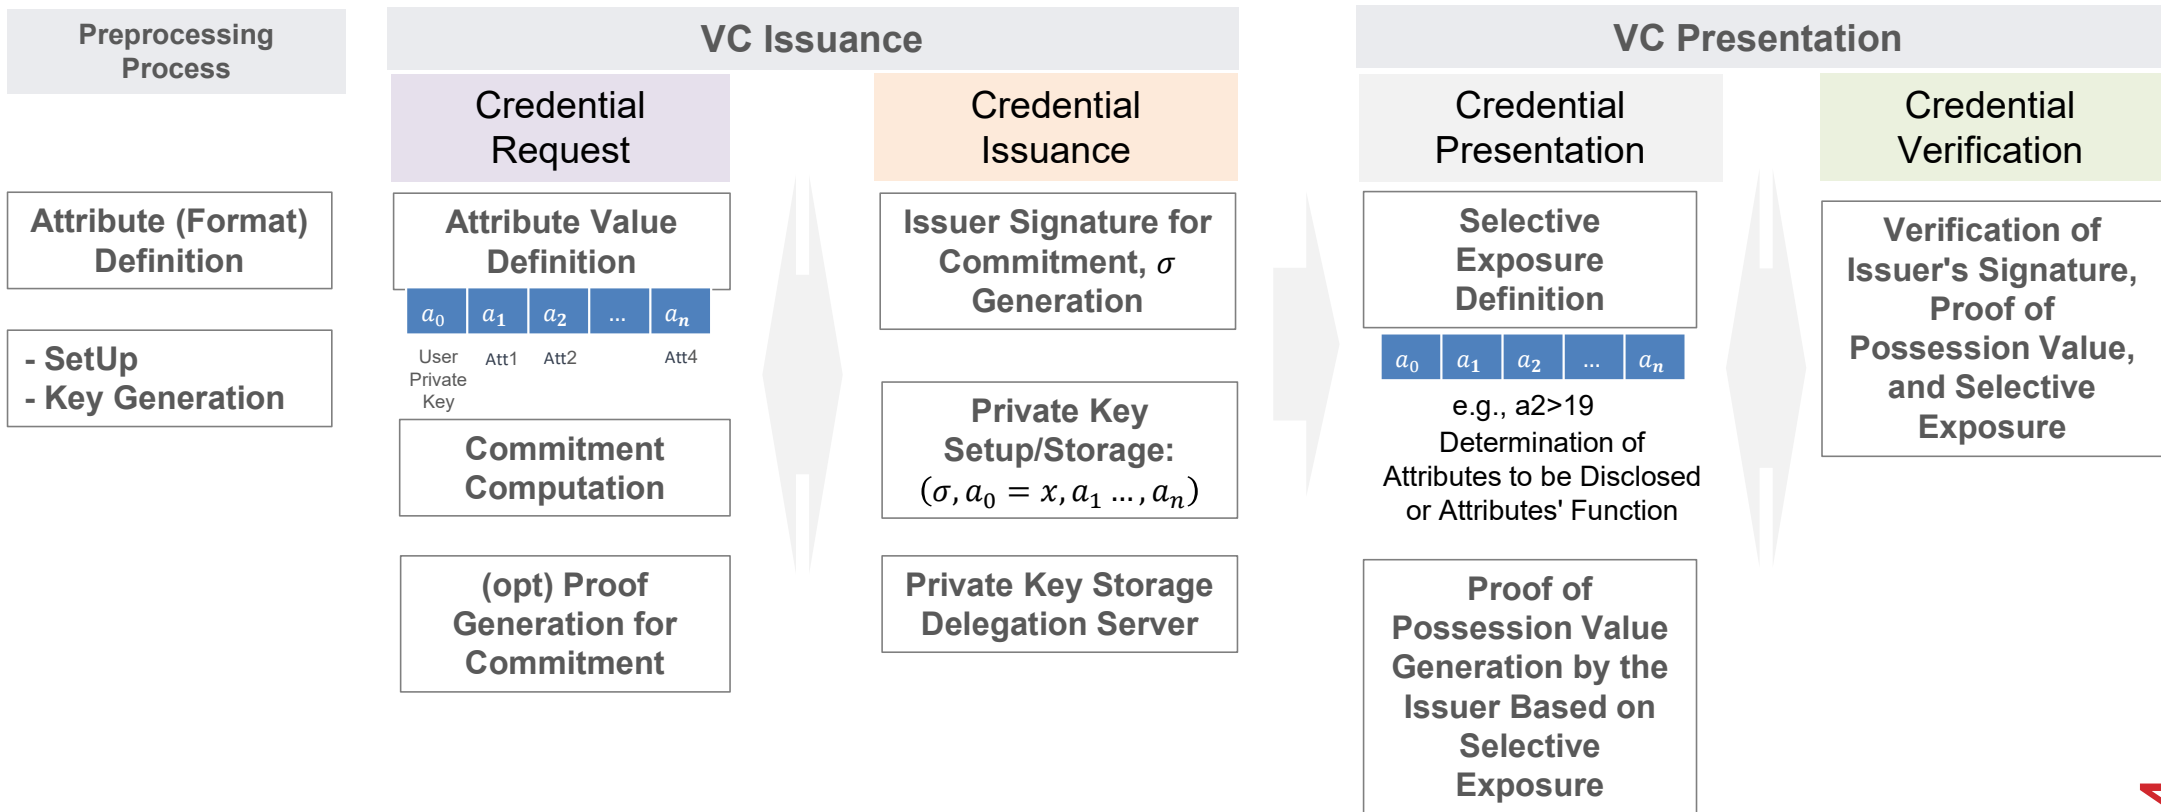 Preprocessing
Process
Attribute (Format)
Definition
- SetUp
- Key Generation
VC Issuance
Credential
Request
Attribute Value
Definition
a₀ a₁ a₂ ... aₙ
User
Private
Key
Att1 Att2 Att4
Commitment
Computation
(opt) Proof
Generation for
Commitment
Credential
Issuance
Issuer Signature for
Commitment, σ
Generation
Private Key
Setup/Storage:
(σ, a₀ = x, a₁ ..., aₙ)
Private Key Storage
Delegation Server
VC Presentation
Credential
Presentation
Selective
Exposure
Definition
a₀ a₁ a₂ ... aₙ
e.g., a2>19
Determination of
Attributes to be Disclosed
or Attributes' Function
Proof of
Possession Value
Generation by the
Issuer Based on
Selective
Exposure
Credential
Verification
Verification of
Issuer's Signature,
Proof of
Possession Value,
and Selective
Exposure